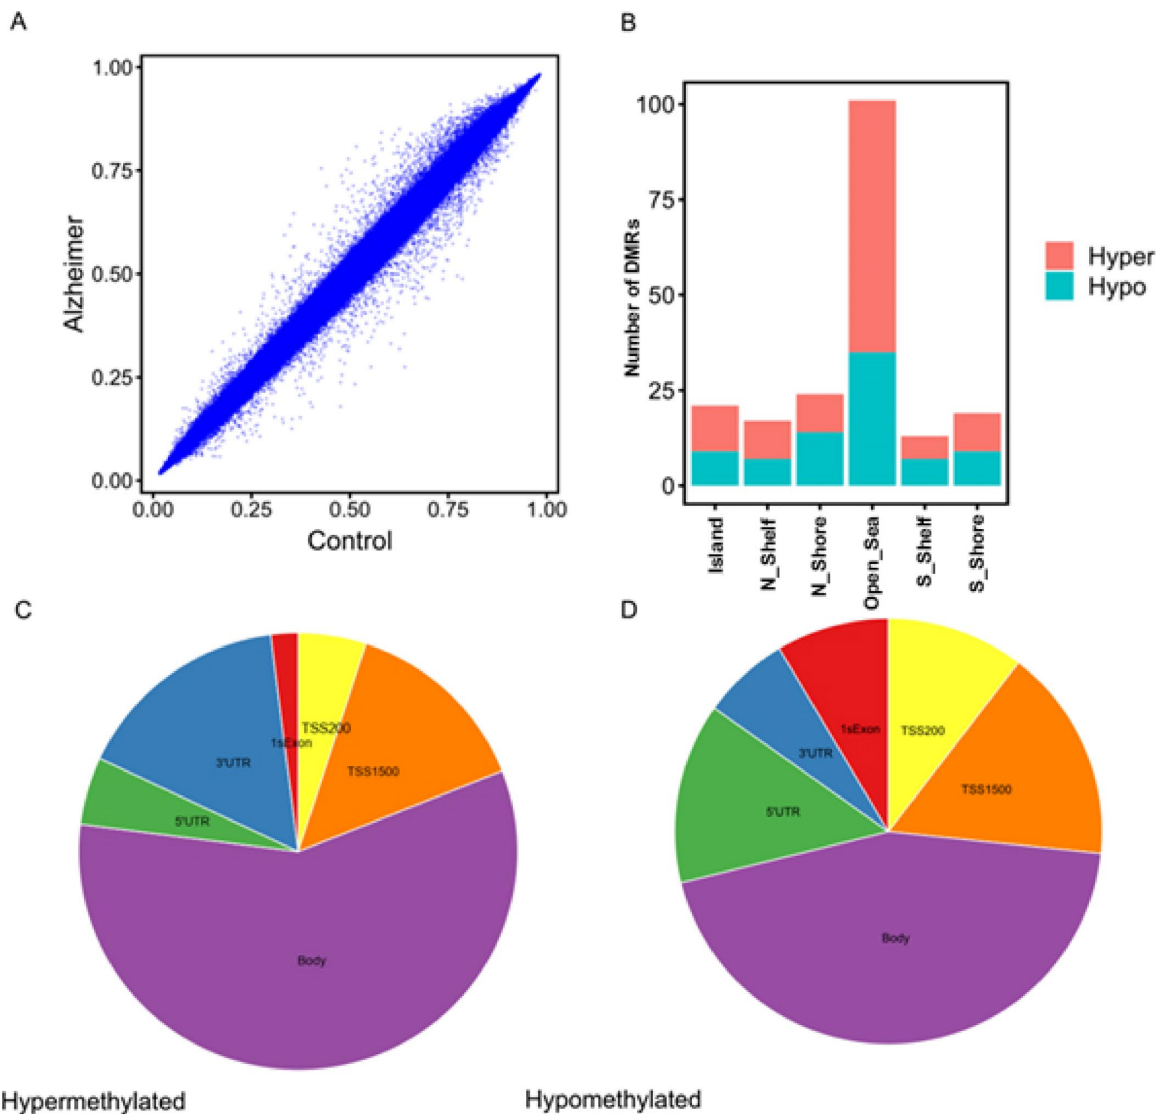 A
1.00
0.75
0.50
0.25
0.00
Alzheimer
0.00 0.25 0.50 0.75 1.00
Control
B
100
75
50
25
0
Number of DMRs
Island
N_Shelf
N_Shore
Open_Sea
S_Shelf
S_Shore
Hyper
Hypo
C
TSS200
1sExon
3'UTR
TSS1500
5'UTR
Body
Hypermethylated
D
1sExon
TSS200
3'UTR
TSS1500
5'UTR
Body
Hypomethylated